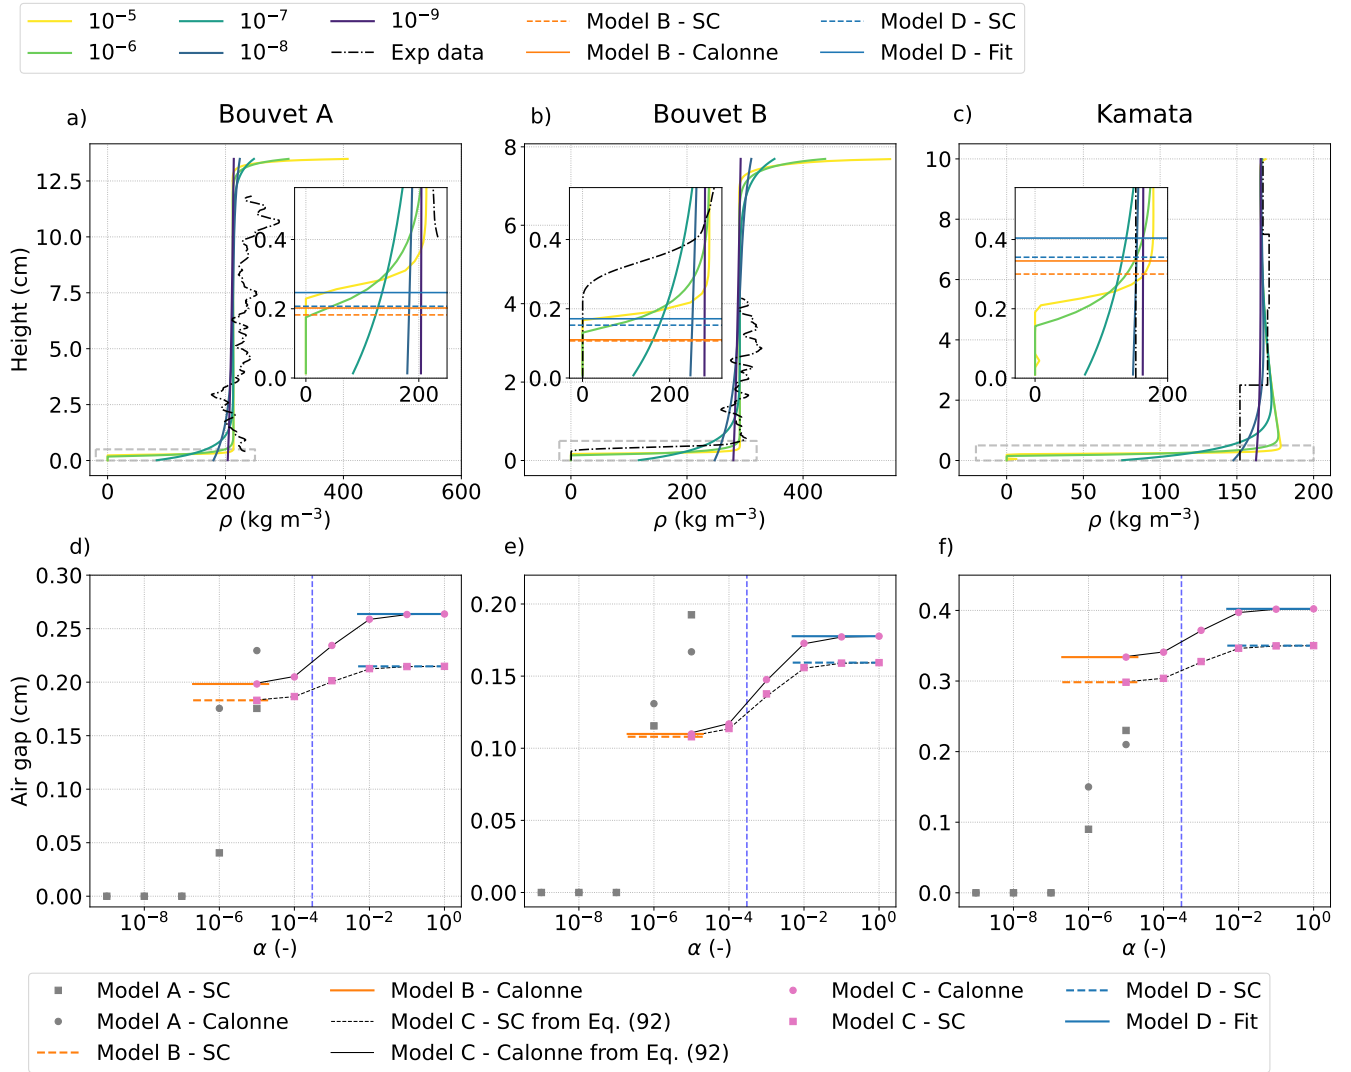 10⁻⁵ 10⁻⁷ 10⁻⁹ Model B - SC Model D - SC
10⁻⁶ 10⁻⁸ Exp data Model B - Calonne Model D - Fit
a) Bouvet A b) Bouvet B c) Kamata
Height (cm)
12.5
10.0
7.5
5.0
2.5
0.0
0 200 400 600
ρ (kg m⁻³)
0.4
0.2
0.0
0 200
8
6
4
2
0
0 200 400
ρ (kg m⁻³)
0.4
0.2
0.0
0 200
10
8
6
4
2
0
0 50 100 150 200
ρ (kg m⁻³)
0.4
0.2
0.0
0 200
d) e) f)
Air gap (cm)
0.30
0.25
0.20
0.15
0.10
0.05
0.00
10⁻⁸ 10⁻⁶ 10⁻⁴ 10⁻² 10⁰
α (-)
0.20
0.15
0.10
0.05
0.00
10⁻⁸ 10⁻⁶ 10⁻⁴ 10⁻² 10⁰
α (-)
0.4
0.3
0.2
0.1
0.0
10⁻⁸ 10⁻⁶ 10⁻⁴ 10⁻² 10⁰
α (-)
Model A - SC Model B - Calonne Model C - Calonne Model D - SC
Model A - Calonne Model C - SC from Eq. (92) Model C - SC Model D - Fit
Model B - SC Model C - Calonne from Eq. (92)